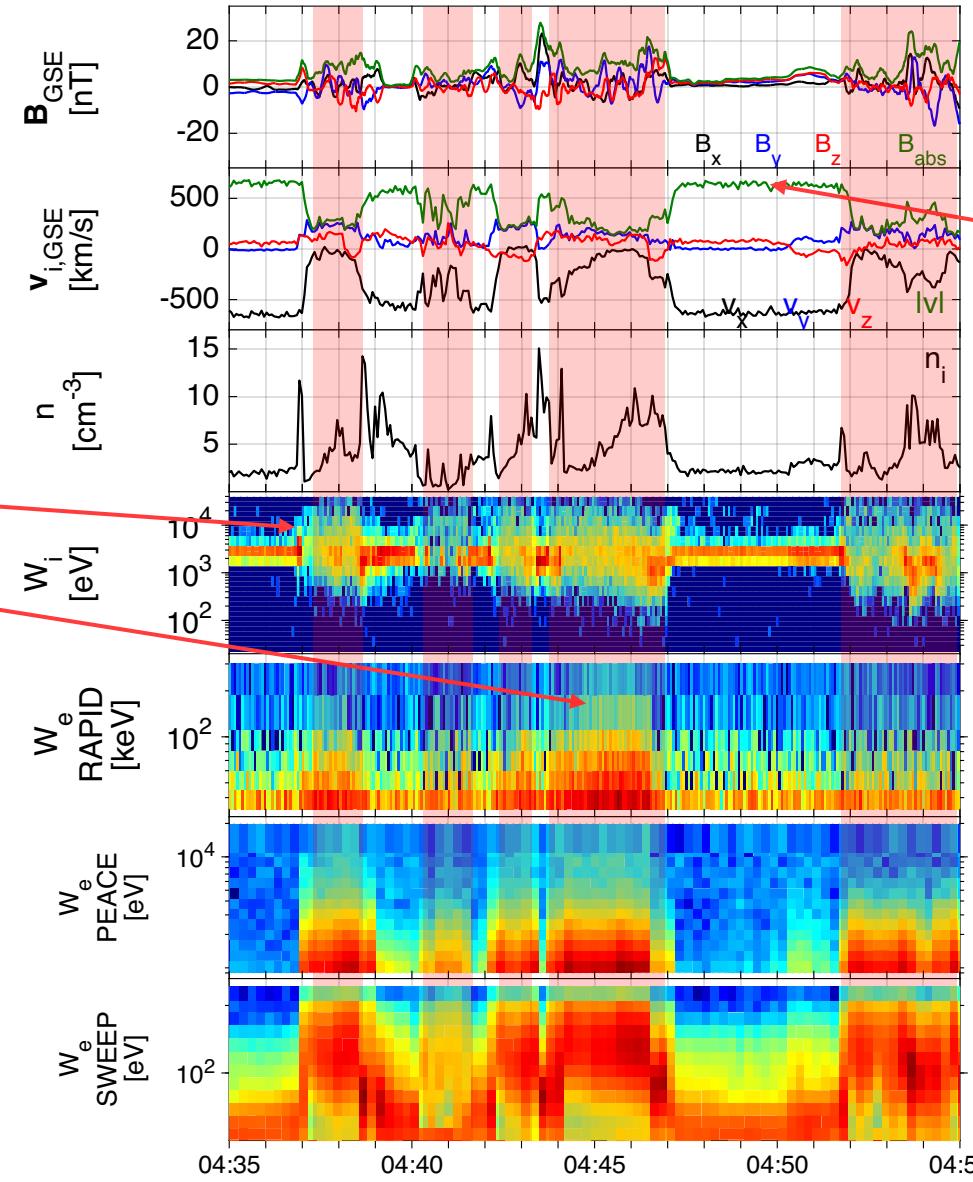 B_GSE
[nT]
20
0
-20
B_x B_y B_z B_abs
v_i,GSE
[km/s]
500
0
-500
v_x v_y v_z |v|
n
[cm^-3]
15
10
5
n_i
W_i
[eV]
10^4
10^3
10^2
W_e
RAPID
[keV]
10^2
W_e
PEACE
[eV]
10^4
W_e
SWEEP
[eV]
10^2
04:35 04:40 04:45 04:50 04:5